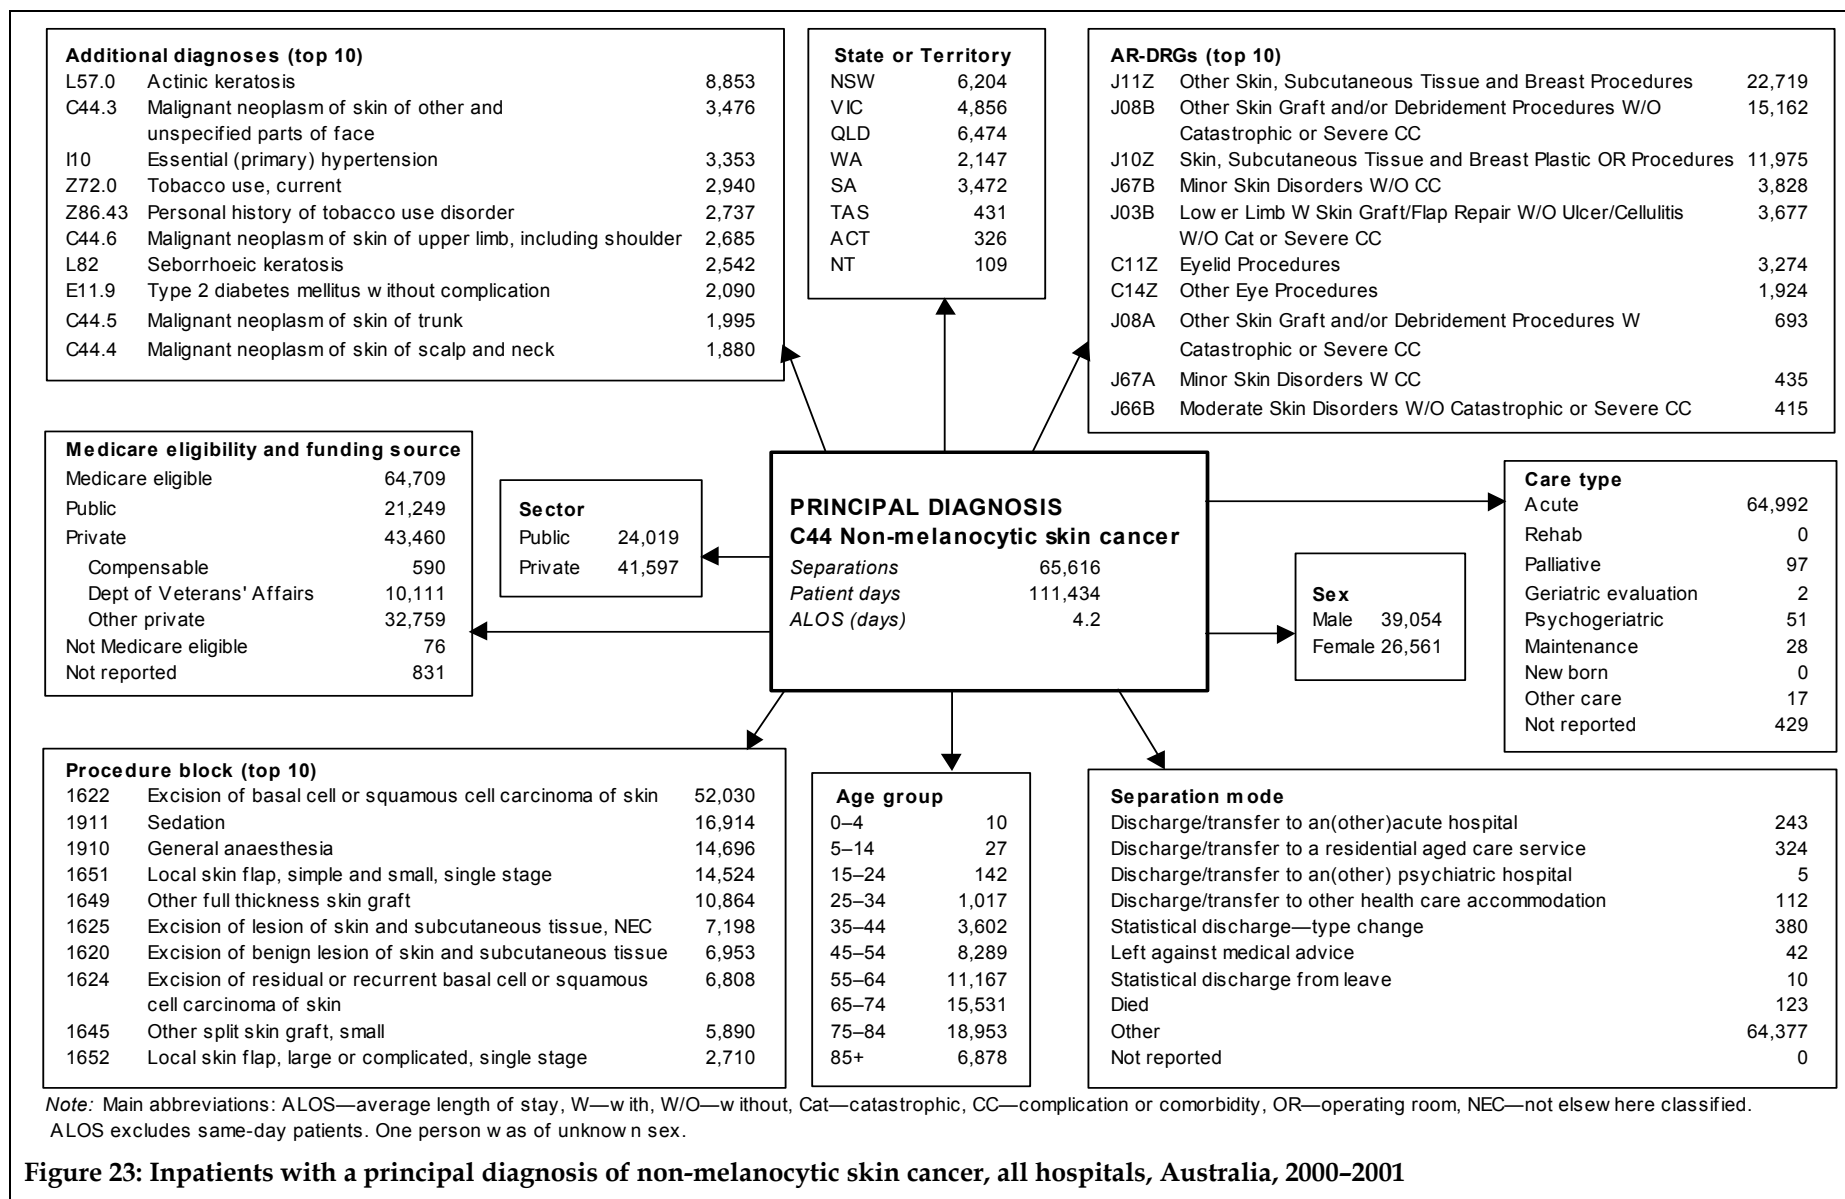 Additional diagnoses (top 10)
L57.0 Actinic keratosis 8,853
C44.3 Malignant neoplasm of skin of other and 3,476
unspecified parts of face
I10 Essential (primary) hypertension 3,353
Z72.0 Tobacco use, current 2,940
Z86.43 Personal history of tobacco use disorder 2,737
C44.6 Malignant neoplasm of skin of upper limb, including shoulder 2,685
L82 Seborrhoeic keratosis 2,542
E11.9 Type 2 diabetes mellitus without complication 2,090
C44.5 Malignant neoplasm of skin of trunk 1,995
C44.4 Malignant neoplasm of skin of scalp and neck 1,880
State or Territory
NSW 6,204
VIC 4,856
QLD 6,474
WA 2,147
SA 3,472
TAS 431
ACT 326
NT 109
AR-DRGs (top 10)
J11Z Other Skin, Subcutaneous Tissue and Breast Procedures 22,719
J08B Other Skin Graft and/or Debridement Procedures W/O 15,162
Catastrophic or Severe CC
J10Z Skin, Subcutaneous Tissue and Breast Plastic OR Procedures 11,975
J67B Minor Skin Disorders W/O CC 3,828
J03B Lower Limb W Skin Graft/Flap Repair W/O Ulcer/Cellulitis 3,677
W/O Cat or Severe CC
C11Z Eyelid Procedures 3,274
C14Z Other Eye Procedures 1,924
J08A Other Skin Graft and/or Debridement Procedures W 693
Catastrophic or Severe CC
J67A Minor Skin Disorders W CC 435
J66B Moderate Skin Disorders W/O Catastrophic or Severe CC 415
Medicare eligibility and funding source
Medicare eligible 64,709
Public 21,249
Private 43,460
Compensable 590
Dept of Veterans' Affairs 10,111
Other private 32,759
Not Medicare eligible 76
Not reported 831
Sector
Public 24,019
Private 41,597
PRINCIPAL DIAGNOSIS
C44 Non-melanocytic skin cancer
Separations 65,616
Patient days 111,434
ALOS (days) 4.2
Sex
Male 39,054
Female 26,561
Care type
Acute 64,992
Rehab 0
Palliative 97
Geriatric evaluation 2
Psychogeriatric 51
Maintenance 28
New born 0
Other care 17
Not reported 429
Procedure block (top 10)
1622 Excision of basal cell or squamous cell carcinoma of skin 52,030
1911 Sedation 16,914
1910 General anaesthesia 14,696
1651 Local skin flap, simple and small, single stage 14,524
1649 Other full thickness skin graft 10,864
1625 Excision of lesion of skin and subcutaneous tissue, NEC 7,198
1620 Excision of benign lesion of skin and subcutaneous tissue 6,953
1624 Excision of residual or recurrent basal cell or squamous 6,808
cell carcinoma of skin
1645 Other split skin graft, small 5,890
1652 Local skin flap, large or complicated, single stage 2,710
Age group
0–4 10
5–14 27
15–24 142
25–34 1,017
35–44 3,602
45–54 8,289
55–64 11,167
65–74 15,531
75–84 18,953
85+ 6,878
Separation mode
Discharge/transfer to an(other)acute hospital 243
Discharge/transfer to a residential aged care service 324
Discharge/transfer to an(other) psychiatric hospital 5
Discharge/transfer to other health care accommodation 112
Statistical discharge—type change 380
Left against medical advice 42
Statistical discharge from leave 10
Died 123
Other 64,377
Not reported 0
Note: Main abbreviations: ALOS—average length of stay, W—with, W/O—without, Cat—catastrophic, CC—complication or comorbidity, OR—operating room, NEC—not elsewhere classified.
ALOS excludes same-day patients. One person was of unknown sex.
Figure 23: Inpatients with a principal diagnosis of non-melanocytic skin cancer, all hospitals, Australia, 2000–2001